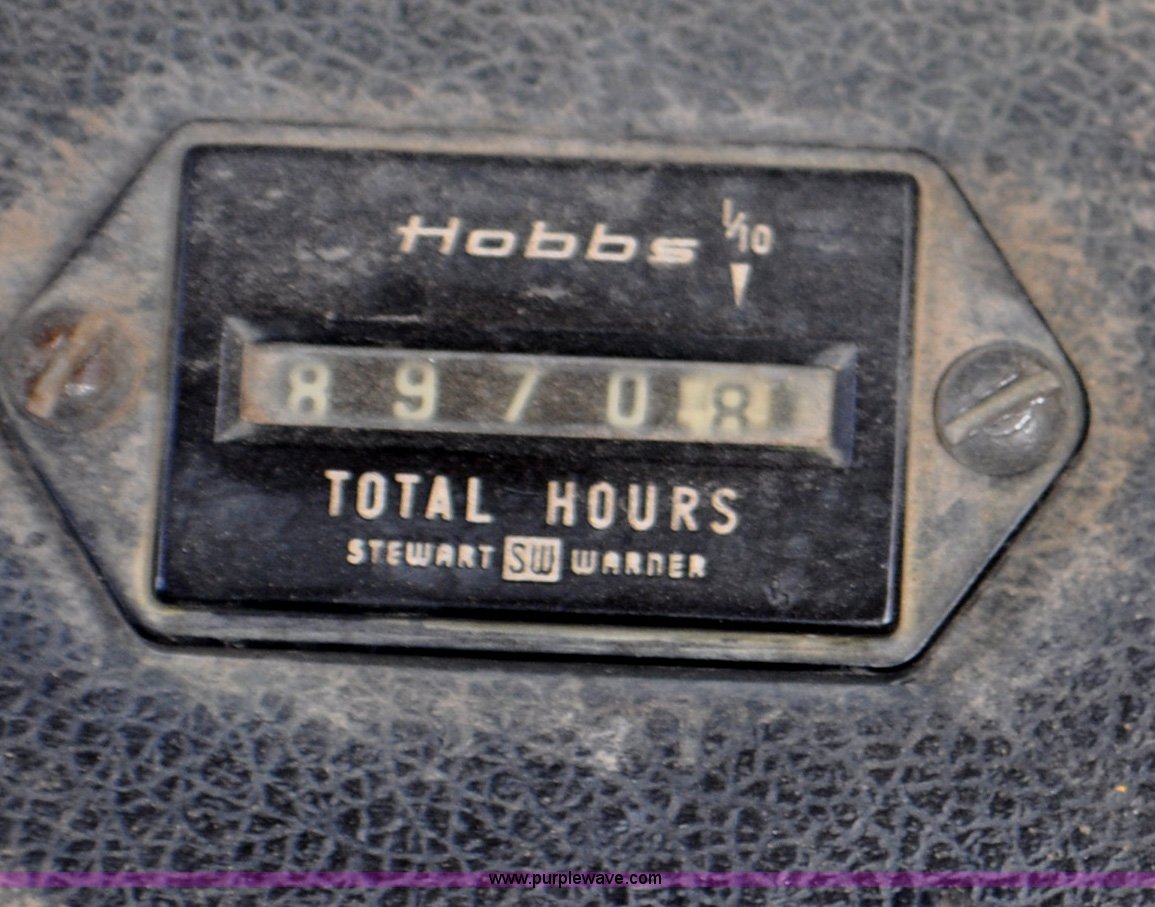 Hobbs 1/10
8 9 7 0 8
TOTAL HOURS
STEWART SW WARNER
www.purplewave.com